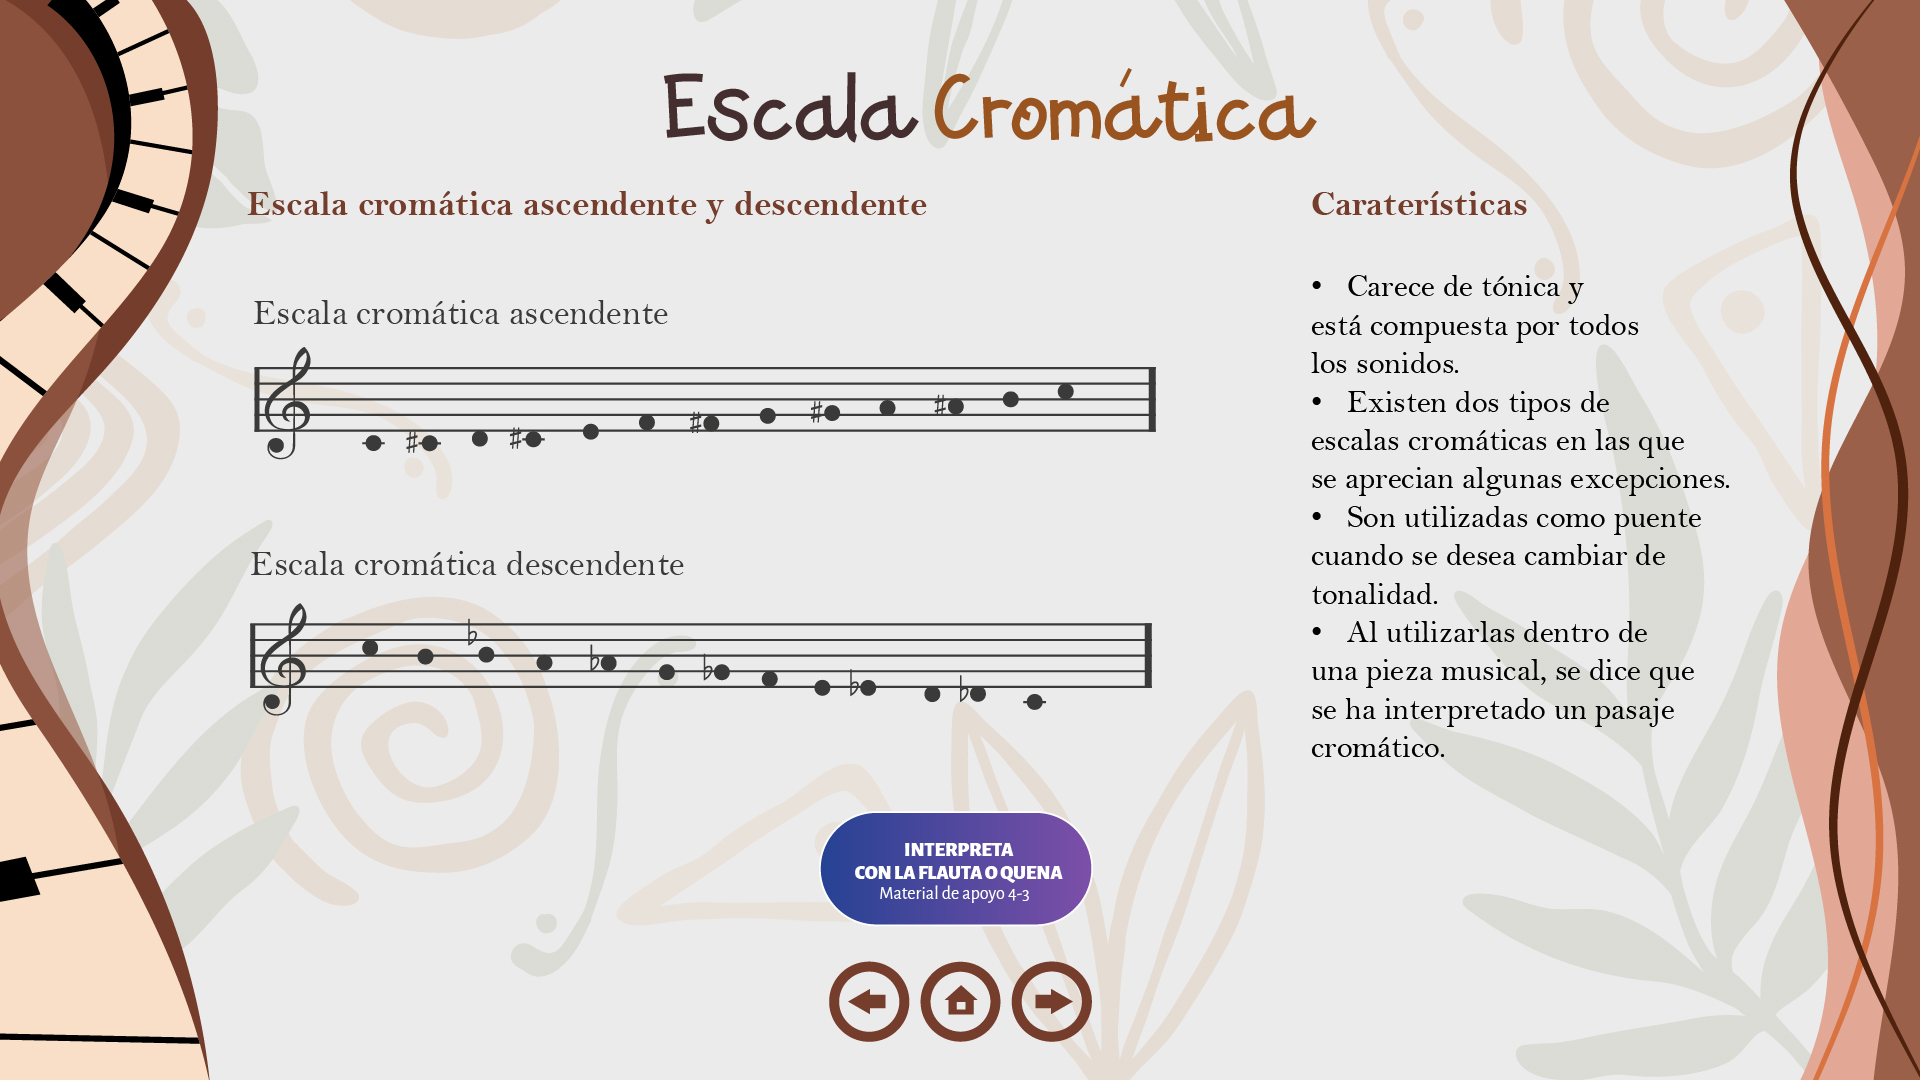 Escala Cromática
Escala cromática ascendente y descendente
Escala cromática ascendente
Escala cromática descendente
Caraterísticas
• Carece de tónica y
está compuesta por todos
los sonidos.
• Existen dos tipos de
escalas cromáticas en las que
se aprecian algunas excepciones.
• Son utilizadas como puente
cuando se desea cambiar de
tonalidad.
• Al utilizarlas dentro de
una pieza musical, se dice que
se ha interpretado un pasaje
cromático.
INTERPRETA
CON LA FLAUTA O QUENA
Material de apoyo 4-3